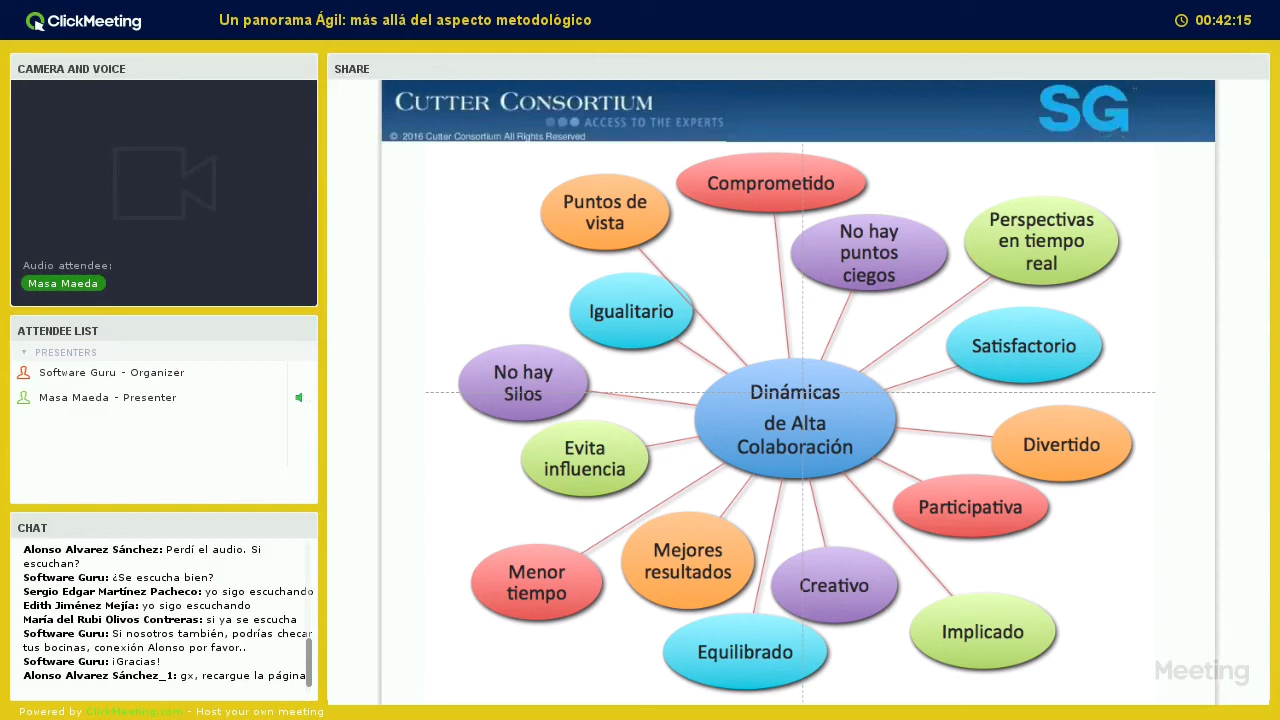 ClickMeeting
Un panorama Ágil: más allá del aspecto metodológico
00:42:15
CAMERA AND VOICE
Audio attendee:
Masa Maeda
ATTENDEE LIST
PRESENTERS
Software Guru - Organizer
Masa Maeda - Presenter
CHAT
Alonso Alvarez Sánchez: Perdí el audio. Si
escuchan?
Software Guru: ¿Se escucha bien?
Sergio Edgar Martínez Pacheco: yo sigo escuchando
Edith Jiménez Mejía: yo sigo escuchando
María del Rubi Olivos Contreras: si ya se escucha
Software Guru: Si nosotros también, podrías checar
tus bocinas, conexión Alonso por favor..
Software Guru: ¡Gracias!
Alonso Alvarez Sánchez_1: gx, recargue la página
Powered by ClickMeeting.com - Host your own meeting
SHARE
CUTTER CONSORTIUM
ACCESS TO THE EXPERTS
© 2016 Cutter Consortium All Rights Reserved
SG
Comprometido
Puntos de
vista
No hay
puntos
ciegos
Perspectivas
en tiempo
real
Igualitario
Satisfactorio
No hay
Silos
Dinámicas
de Alta
Colaboración
Evita
influencia
Divertido
Participativa
Mejores
resultados
Menor
tiempo
Creativo
Implicado
Equilibrado
Meeting